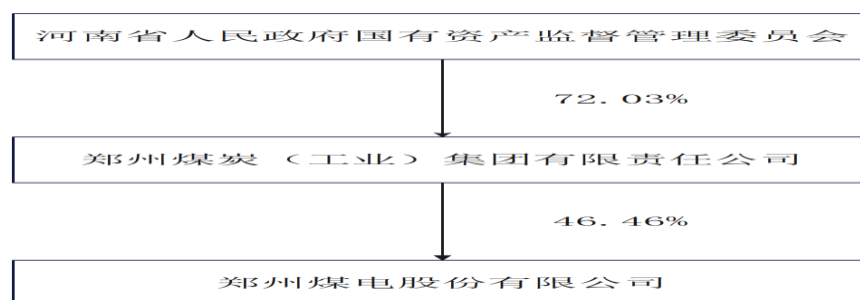 河南省人民政府国有资产监督管理委员会
72.03%
郑州煤炭（工业）集团有限责任公司
46.46%
郑州煤电股份有限公司